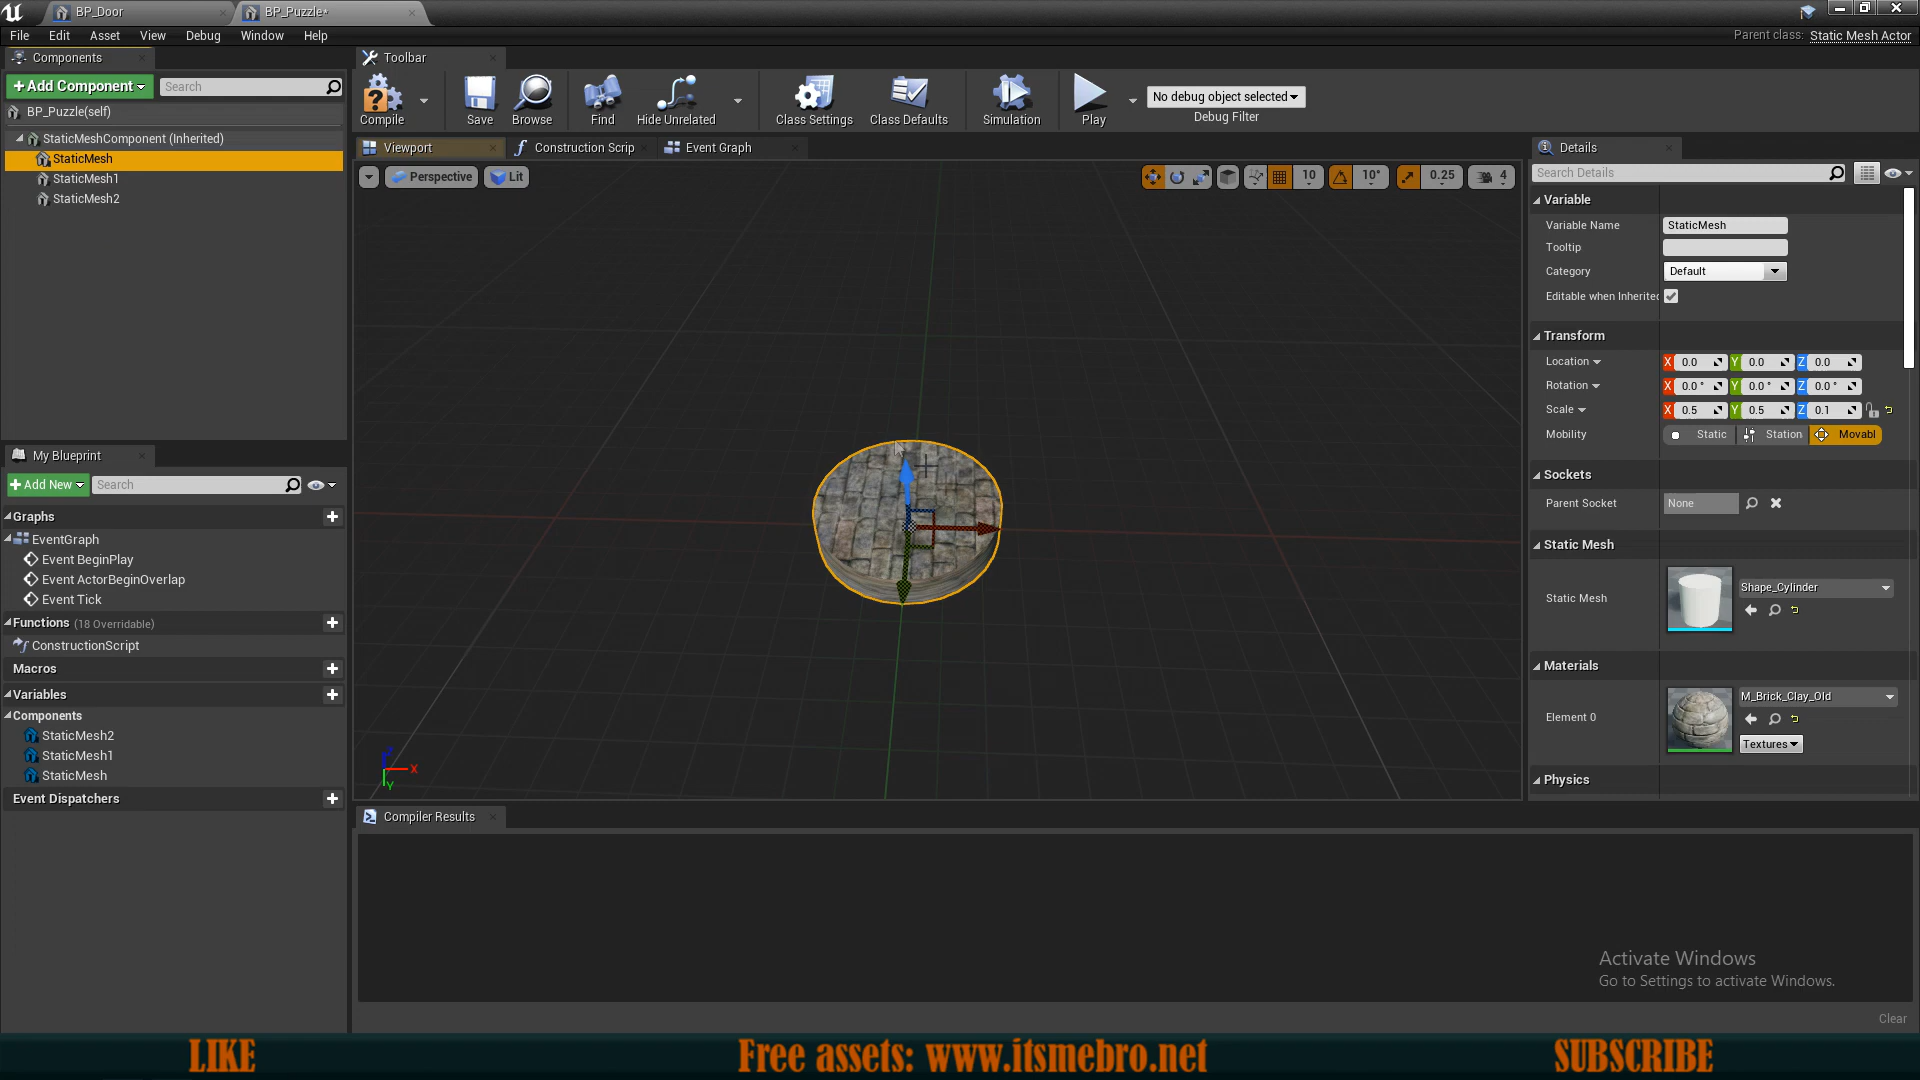 BP_Door
BP_Puzzle*
File Edit Asset View Debug Window Help
Parent class: Static Mesh Actor
Components
Toolbar
+Add Component
Search
BP_Puzzle(self)
StaticMeshComponent (Inherited)
StaticMesh
StaticMesh1
StaticMesh2
Compile
Save
Browse
Find
Hide Unrelated
Class Settings
Class Defaults
Simulation
Play
No debug object selected
Debug Filter
Viewport
Construction Scrip
Event Graph
Perspective
Lit
10
10°
0.25
4
My Blueprint
+Add New
Search
Graphs
EventGraph
Event BeginPlay
Event ActorBeginOverlap
Event Tick
Functions (18 Overridable)
ConstructionScript
Macros
Variables
Components
StaticMesh2
StaticMesh1
StaticMesh
Event Dispatchers
Z
X
Y
Details
Search Details
Variable
Variable Name StaticMesh
Tooltip
Category Default
Editable when Inherited
Transform
Location X 0.0 Y 0.0 Z 0.0
Rotation X 0.0 ° Y 0.0 ° Z 0.0 °
Scale X 0.5 Y 0.5 Z 0.1
Mobility Static Station Movabl
Sockets
Parent Socket None
Static Mesh
Static Mesh Shape_Cylinder
Materials
Element 0 M_Brick_Clay_Old
Textures
Physics
Compiler Results
Activate Windows
Go to Settings to activate Windows.
Clear
LIKE Free assets: www.itsmebro.net SUBSCRIBE